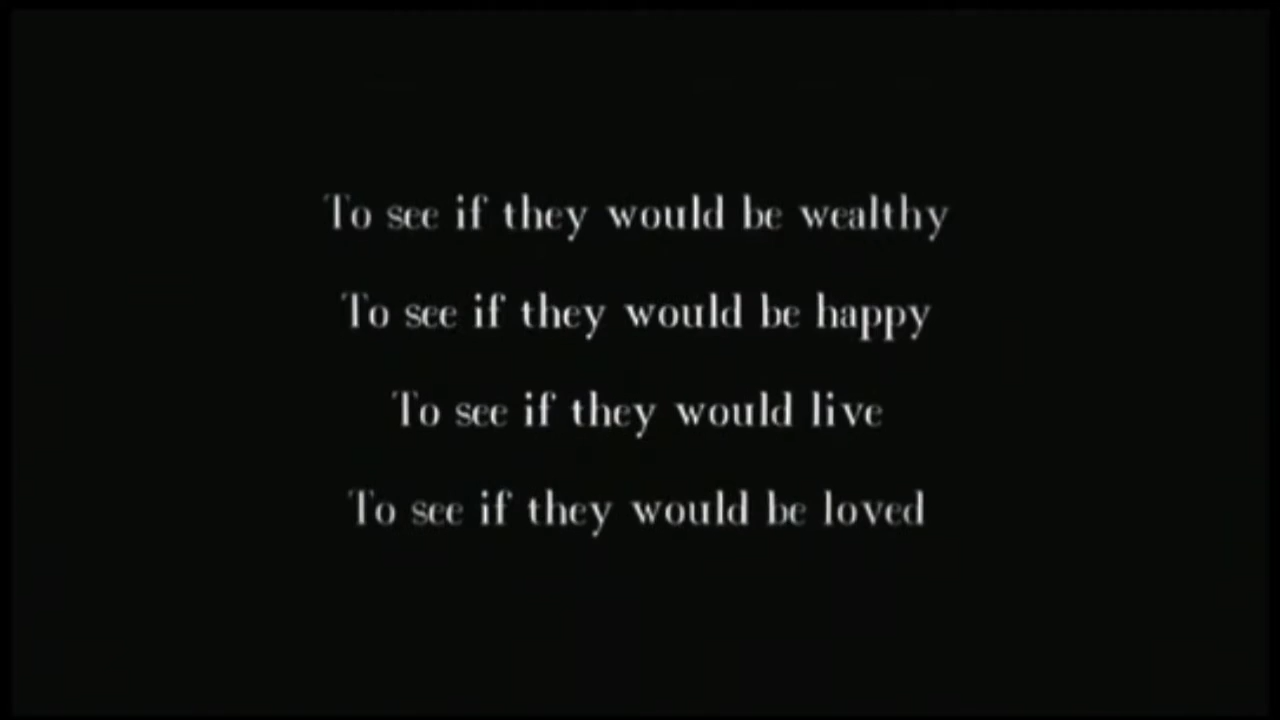 To see if they would be wealthy
To see if they would be happy
To see if they would live
To see if they would be loved